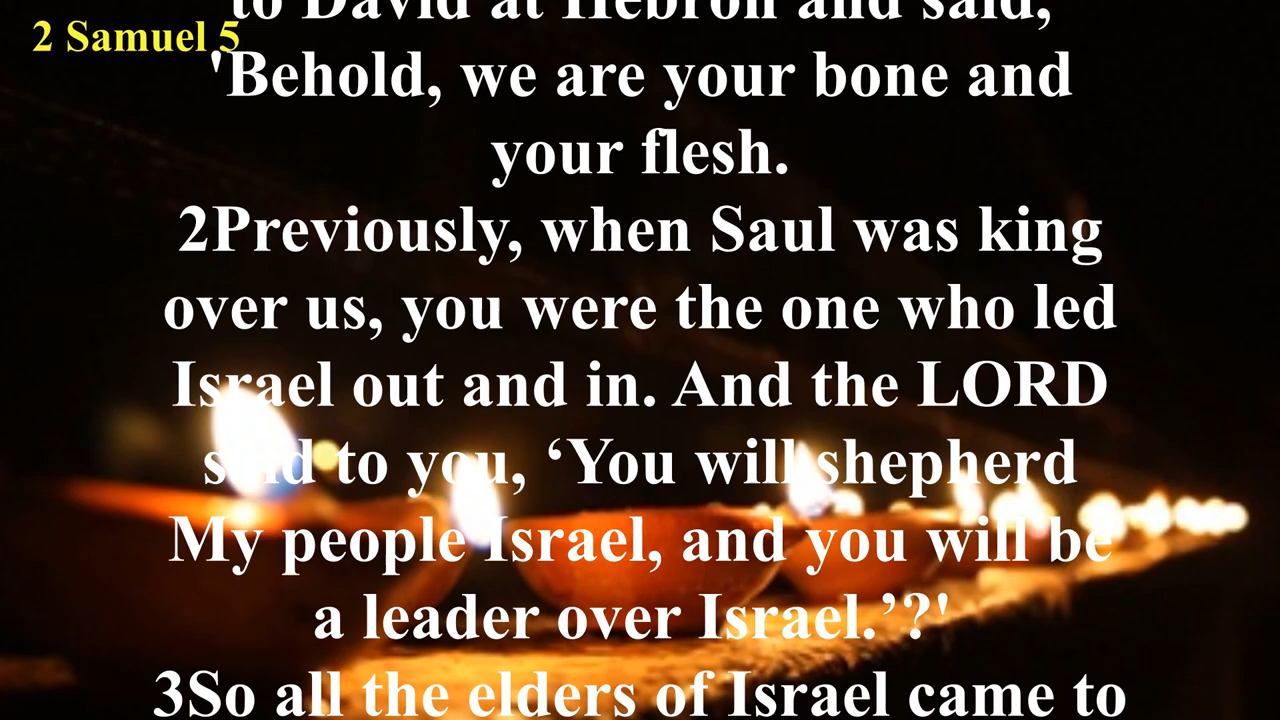 2 Samuel 5
to David at Hebron and said,
'Behold, we are your bone and
your flesh.
2Previously, when Saul was king
over us, you were the one who led
Israel out and in. And the LORD
said to you, ‘You will shepherd
My people Israel, and you will be
a leader over Israel.’?'
3So all the elders of Israel came to